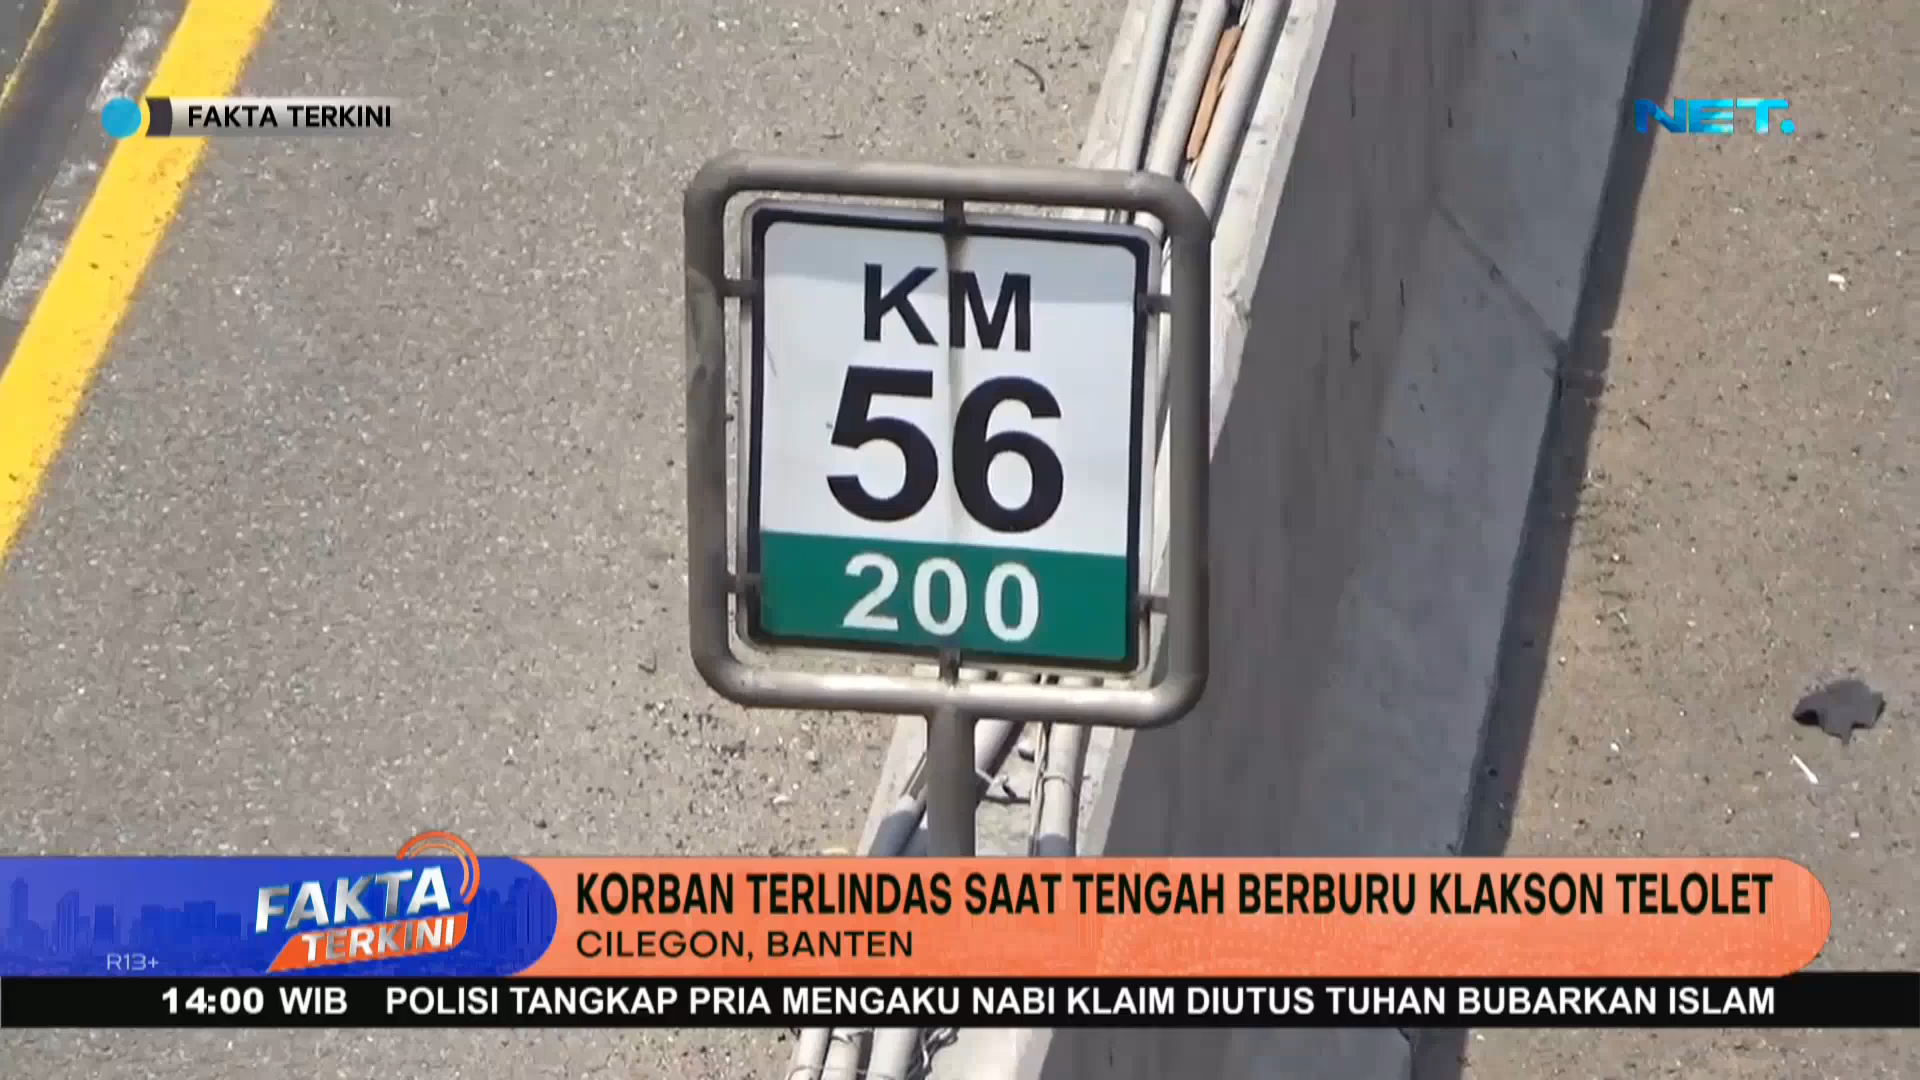 FAKTA TERKINI
NET.
KM
56
200
FAKTA
TERKINI
R13+
KORBAN TERLINDAS SAAT TENGAH BERBURU KLAKSON TELOLET
CILEGON, BANTEN
14:00 WIB POLISI TANGKAP PRIA MENGAKU NABI KLAIM DIUTUS TUHAN BUBARKAN ISLAM